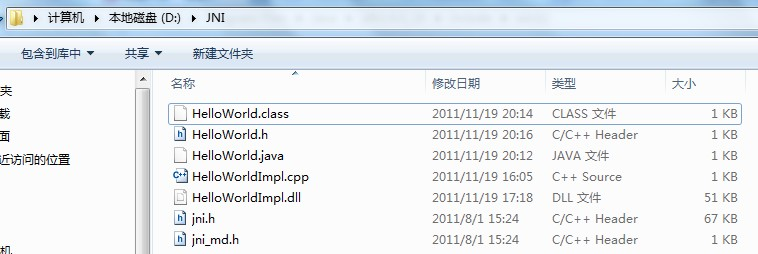 计算机 本地磁盘 (D:) JNI
包含到库中 共享 新建文件夹
名称 修改日期 类型 大小
夹
HelloWorld.class 2011/11/19 20:14 CLASS 文件 1 KB
载
HelloWorld.h 2011/11/19 20:16 C/C++ Header 1 KB
面
HelloWorld.java 2011/11/19 20:12 JAVA 文件 1 KB
近访问的位置
HelloWorldImpl.cpp 2011/11/19 16:05 C++ Source 1 KB
HelloWorldImpl.dll 2011/11/19 17:18 DLL 文件 51 KB
jni.h 2011/8/1 15:24 C/C++ Header 67 KB
jni_md.h 2011/8/1 15:24 C/C++ Header 1 KB
机